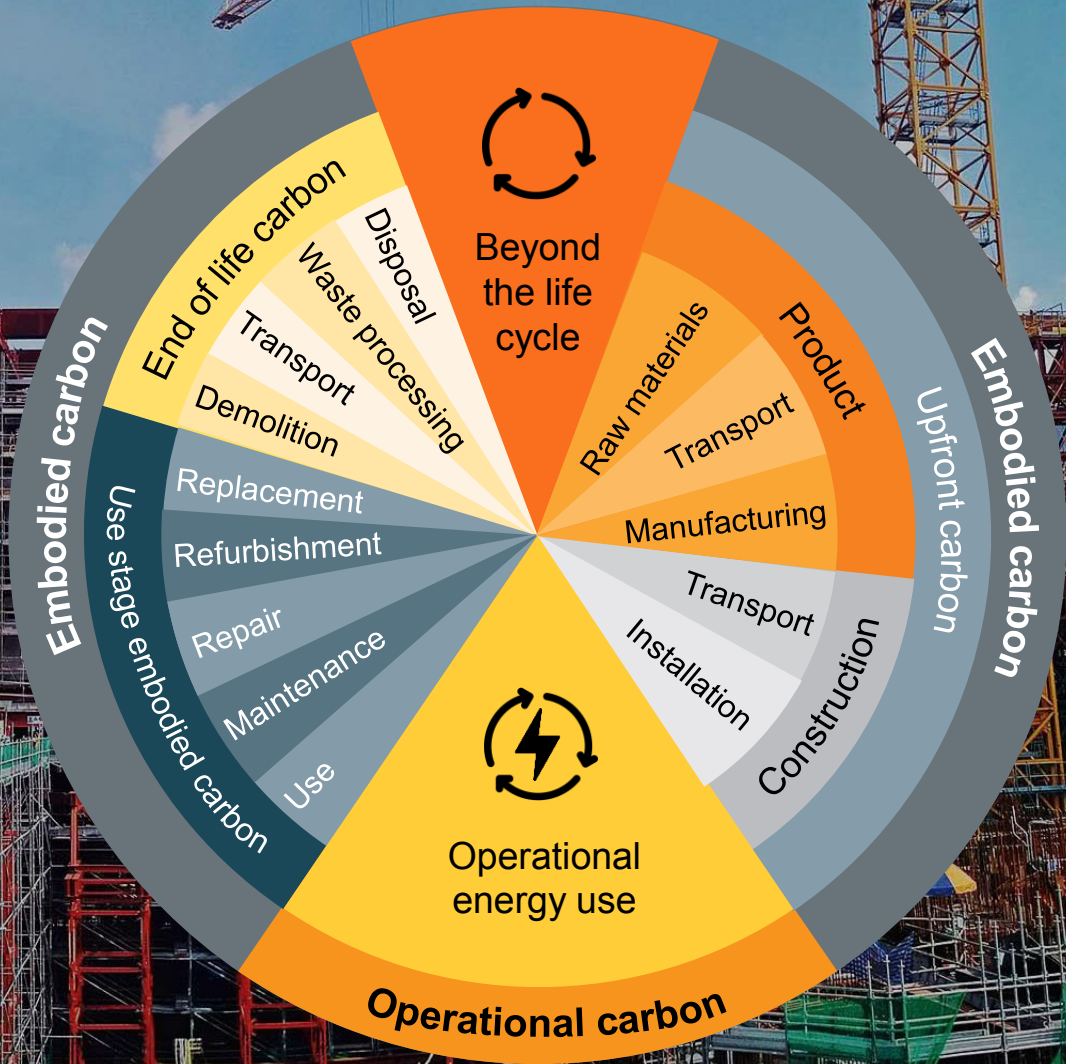 Beyond
the life
cycle
Embodied carbon
Upfront carbon
Product
Raw materials
Transport
Manufacturing
Construction
Transport
Installation
Operational
energy use
Operational carbon
Embodied carbon
Use stage embodied carbon
Use
Maintenance
Repair
Refurbishment
Replacement
End of life carbon
Demolition
Transport
Waste processing
Disposal